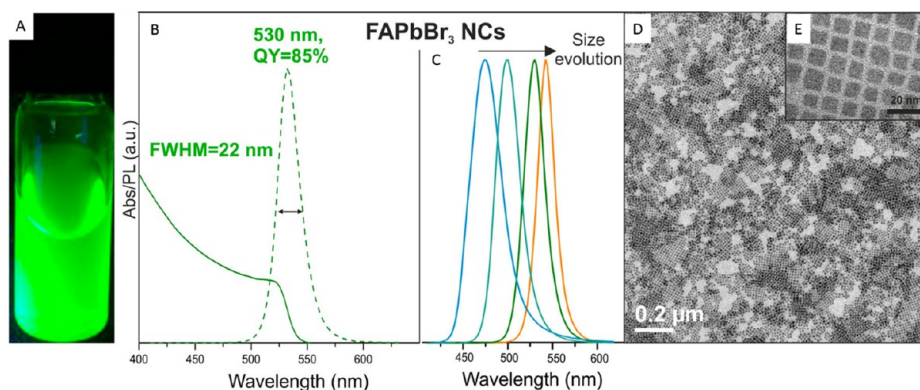 A
B
530 nm,
QY=85%
FWHM=22 nm
Abs/PL (a.u.)
400
450
500
550
600
Wavelength (nm)
FAPbBr₃ NCs
C
Size
evolution
450
500
550
600
Wavelength (nm)
D
0.2 µm
E
20 nm